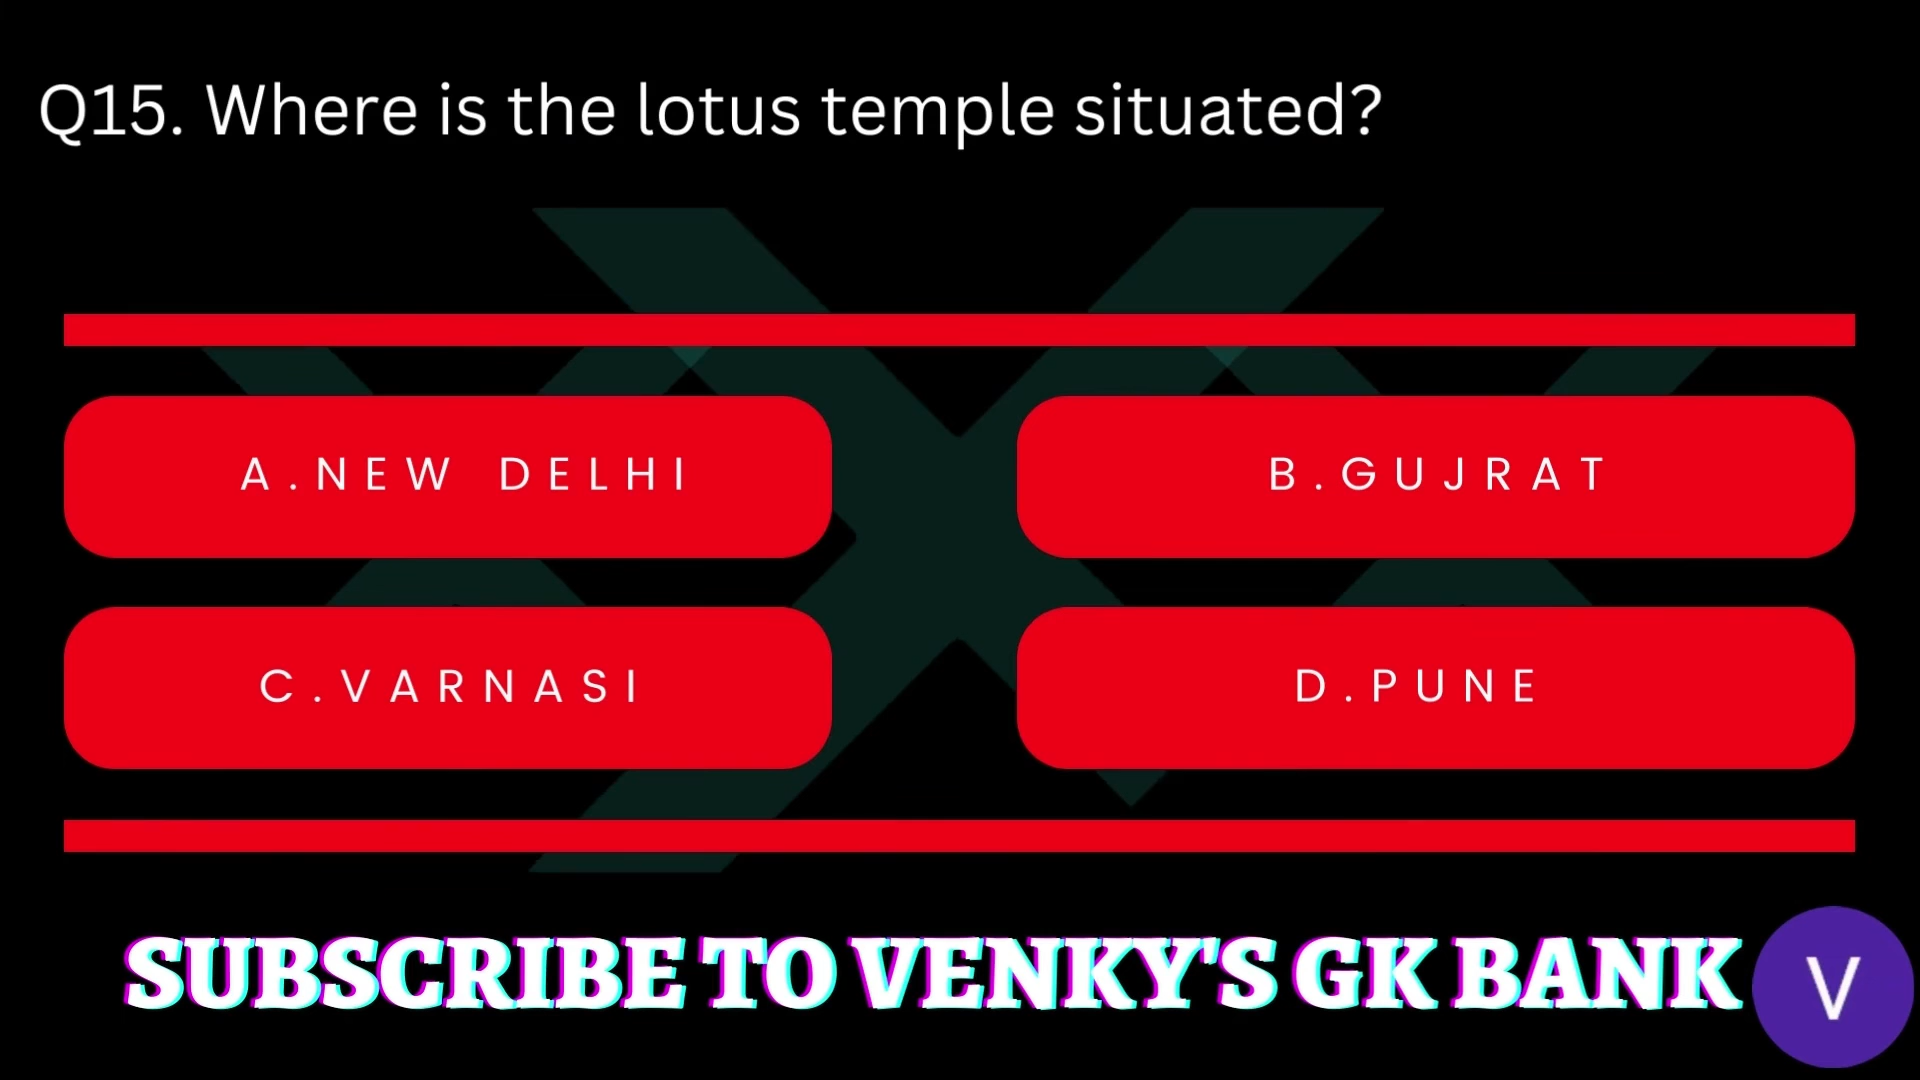 Q15. Where is the lotus temple situated?
A.NEW DELHI
B.GUJRAT
C.VARNASI
D.PUNE
SUBSCRIBE TO VENKY'S GK BANK
V